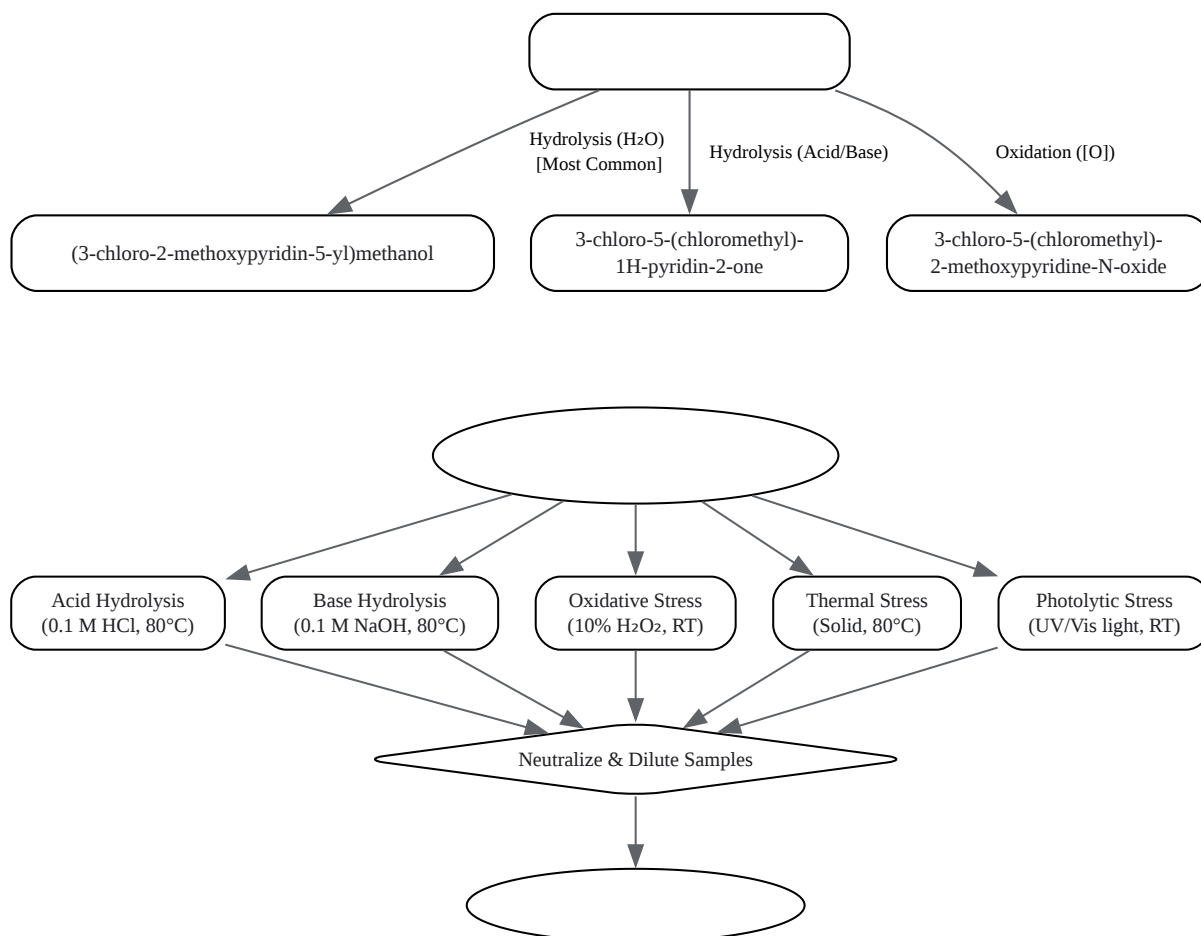 Hydrolysis (H₂O)
[Most Common]
Hydrolysis (Acid/Base)
Oxidation ([O])
(3-chloro-2-methoxypyridin-5-yl)methanol
3-chloro-5-(chloromethyl)-
1H-pyridin-2-one
3-chloro-5-(chloromethyl)-
2-methoxypyridine-N-oxide
Acid Hydrolysis
(0.1 M HCl, 80°C)
Base Hydrolysis
(0.1 M NaOH, 80°C)
Oxidative Stress
(10% H₂O₂, RT)
Thermal Stress
(Solid, 80°C)
Photolytic Stress
(UV/Vis light, RT)
Neutralize & Dilute Samples